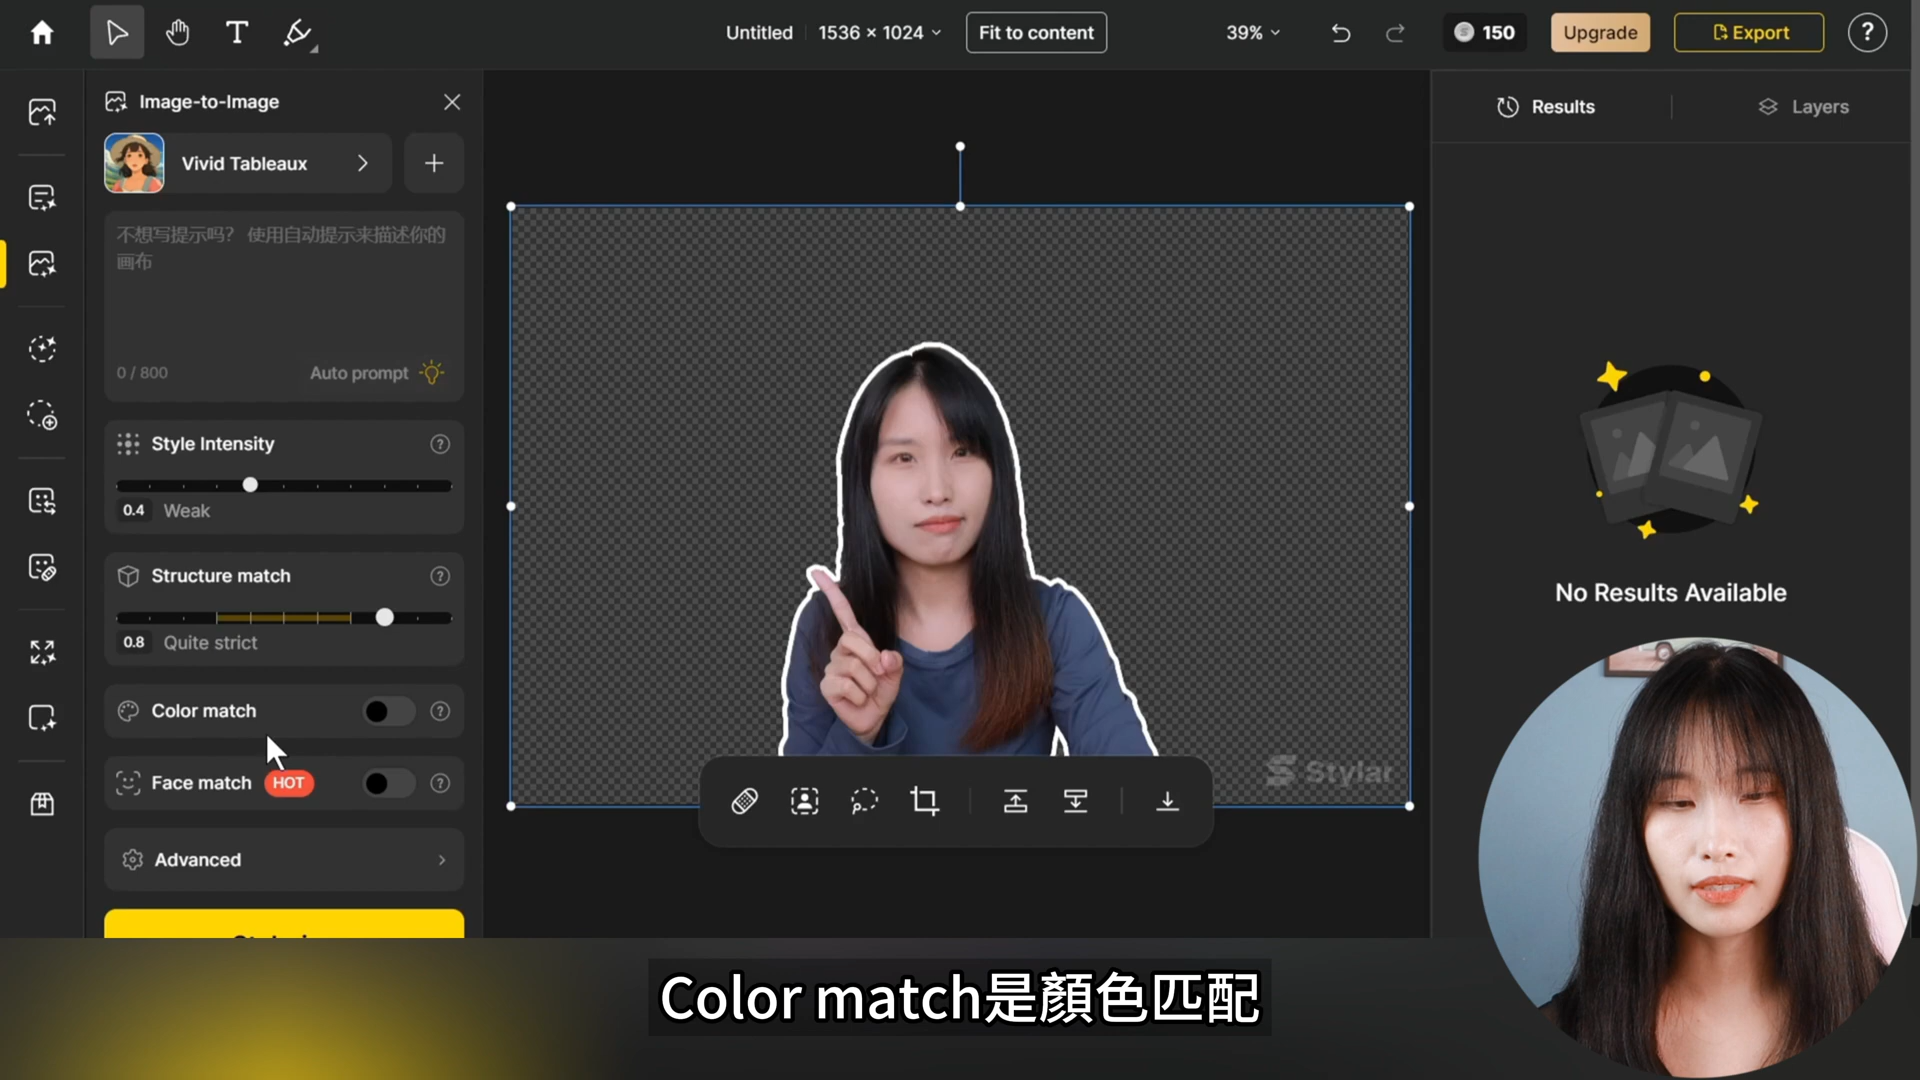 Untitled
1536 × 1024
Fit to content
39%
150
Upgrade
Export
?
Image-to-Image
Vivid Tableaux
不想写提示吗? 使用自动提示来描述你的
画布
0 / 800
Auto prompt
Style Intensity
?
0.4
Weak
Structure match
?
0.8
Quite strict
Color match
?
Face match
HOT
?
Advanced
Stylar
Results
Layers
No Results Available
Color match是顏色匹配